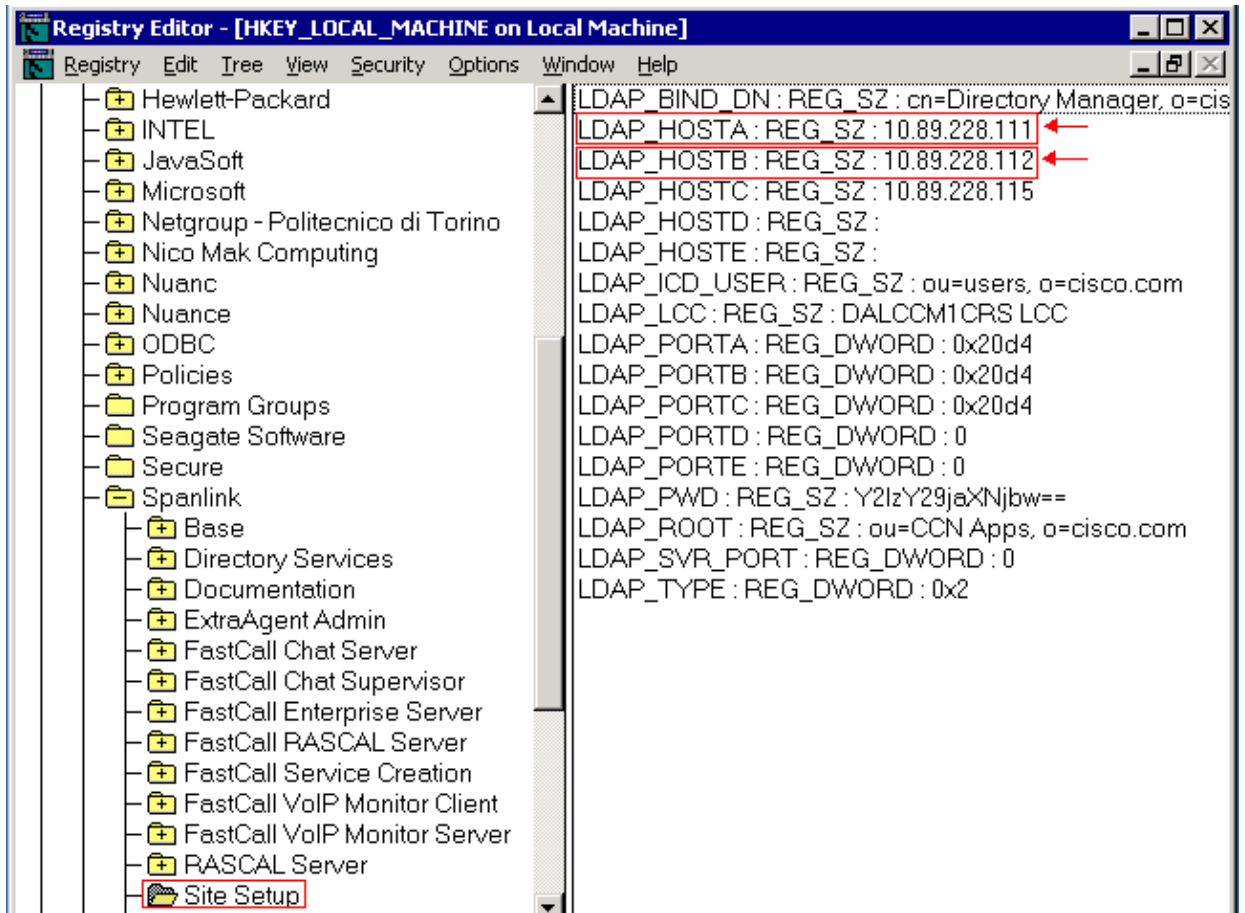 Registry Editor - [HKEY_LOCAL_MACHINE on Local Machine]
Registry Edit Tree View Security Options Window Help
Hewlett-Packard
INTEL
JavaSoft
Microsoft
Netgroup - Politecnico di Torino
Nico Mak Computing
Nuanc
Nuance
ODBC
Policies
Program Groups
Seagate Software
Secure
Spanlink
Base
Directory Services
Documentation
ExtraAgent Admin
FastCall Chat Server
FastCall Chat Supervisor
FastCall Enterprise Server
FastCall RASCAL Server
FastCall Service Creation
FastCall VoIP Monitor Client
FastCall VoIP Monitor Server
RASCAL Server
Site Setup
LDAP_BIND_DN : REG_SZ : cn=Directory Manager, o=cis
LDAP_HOSTA : REG_SZ : 10.89.228.111
LDAP_HOSTB : REG_SZ : 10.89.228.112
LDAP_HOSTC : REG_SZ : 10.89.228.115
LDAP_HOSTD : REG_SZ :
LDAP_HOSTE : REG_SZ :
LDAP_ICD_USER : REG_SZ : ou=users, o=cisco.com
LDAP_LCC : REG_SZ : DALCCM1CRS LCC
LDAP_PORTA : REG_DWORD : 0x20d4
LDAP_PORTB : REG_DWORD : 0x20d4
LDAP_PORTC : REG_DWORD : 0x20d4
LDAP_PORTD : REG_DWORD : 0
LDAP_PORTE : REG_DWORD : 0
LDAP_PWD : REG_SZ : Y2lzY29jaXNjbw==
LDAP_ROOT : REG_SZ : ou=CCN Apps, o=cisco.com
LDAP_SVR_PORT : REG_DWORD : 0
LDAP_TYPE : REG_DWORD : 0x2